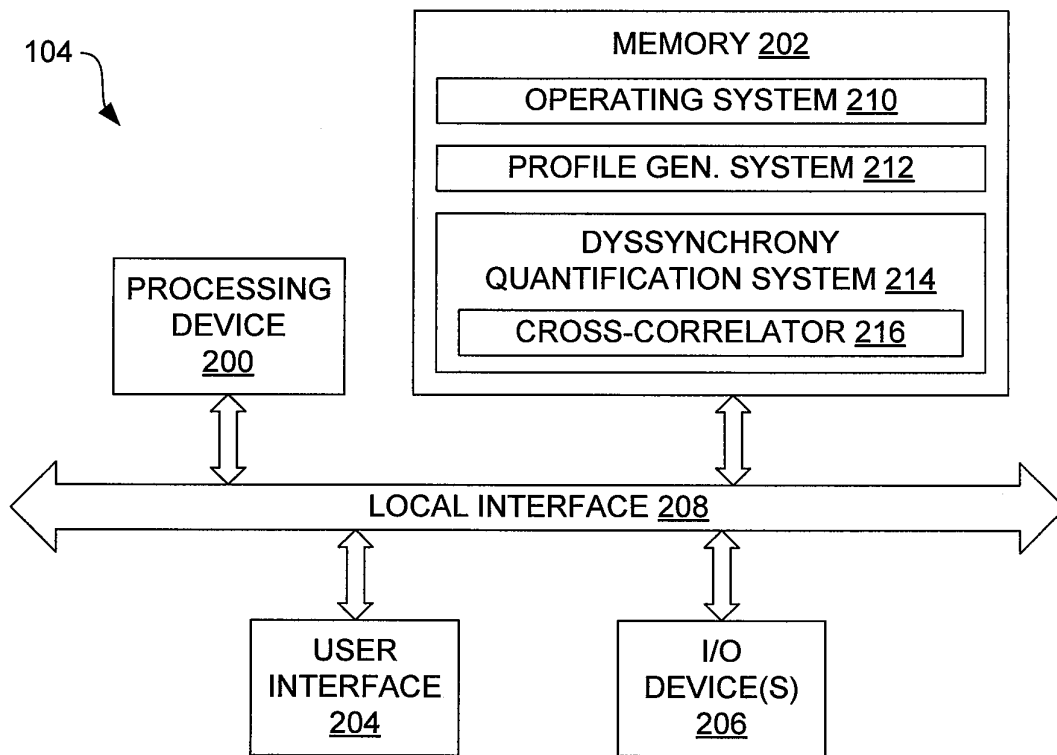 104
MEMORY 202
OPERATING SYSTEM 210
PROFILE GEN. SYSTEM 212
DYSSYNCHRONY
QUANTIFICATION SYSTEM 214
CROSS-CORRELATOR 216
PROCESSING
DEVICE
200
LOCAL INTERFACE 208
USER
INTERFACE
204
I/O
DEVICE(S)
206